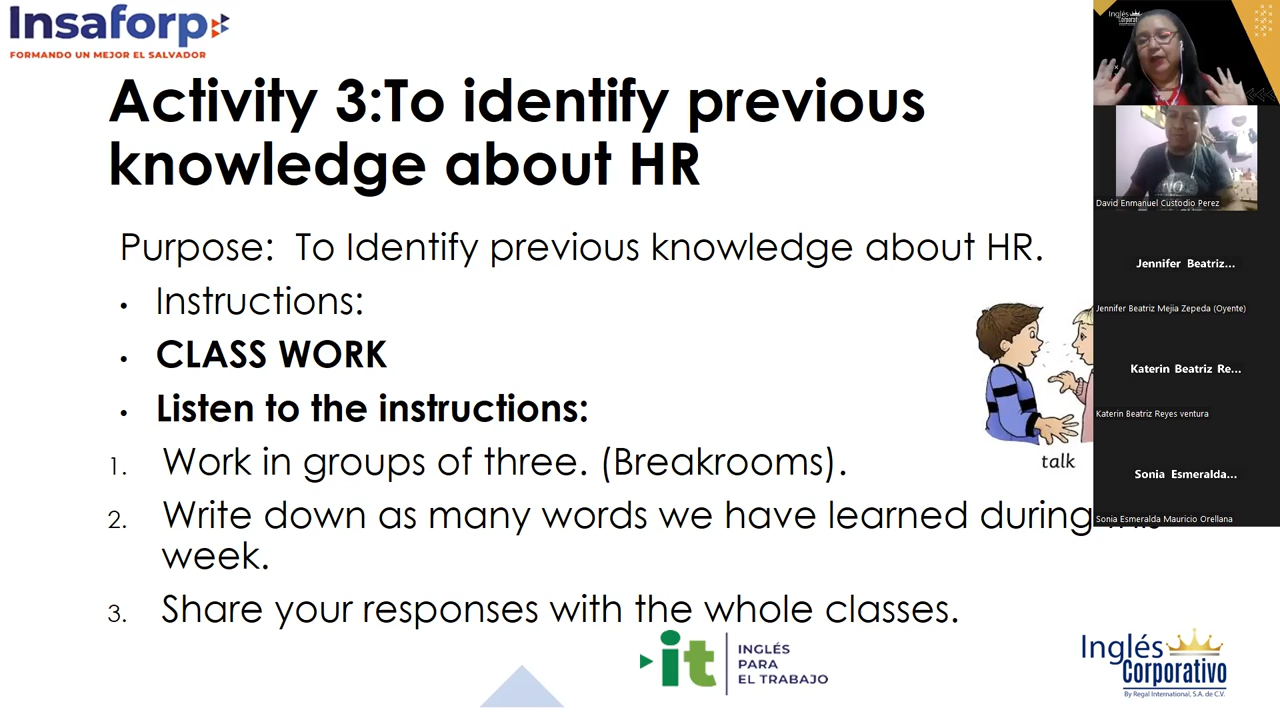 Insaforp
FORMANDO UN MEJOR EL SALVADOR
Activity 3:To identify previous
knowledge about HR
Purpose: To Identify previous knowledge about HR.
• Instructions:
• CLASS WORK
• Listen to the instructions:
1. Work in groups of three. (Breakrooms).
2. Write down as many words we have learned during this
week.
3. Share your responses with the whole classes.
talk
it
INGLÉS
PARA
EL TRABAJO
Inglés
Corporativo
By Regal International, S.A. de C.V.
Inglés
Corporativo
David Enmanuel Custodio Perez
Jennifer Beatriz...
Jennifer Beatriz Mejia Zepeda (Oyente)
Katerin Beatriz Re...
Katerin Beatriz Reyes ventura
Sonia Esmeralda...
Sonia Esmeralda Mauricio Orellana